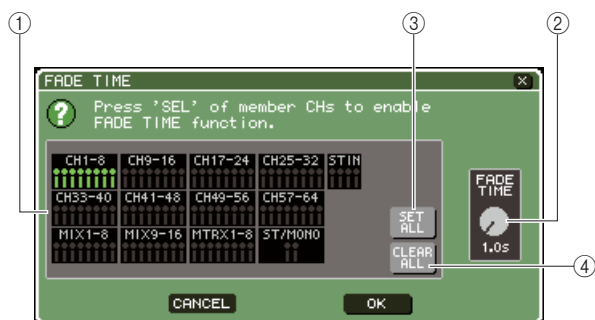 ① ③ ②
FADE TIME
Press 'SEL' of member CHs to enable
FADE TIME function.
?
CH1-8 CH9-16 CH17-24 CH25-32 STIN
CH33-40 CH41-48 CH49-56 CH57-64
MIX1-8 MIX9-16 MTRX1-8 ST/MONO
SET
ALL
CLEAR
ALL
FADE
TIME
1.0s
④
CANCEL OK